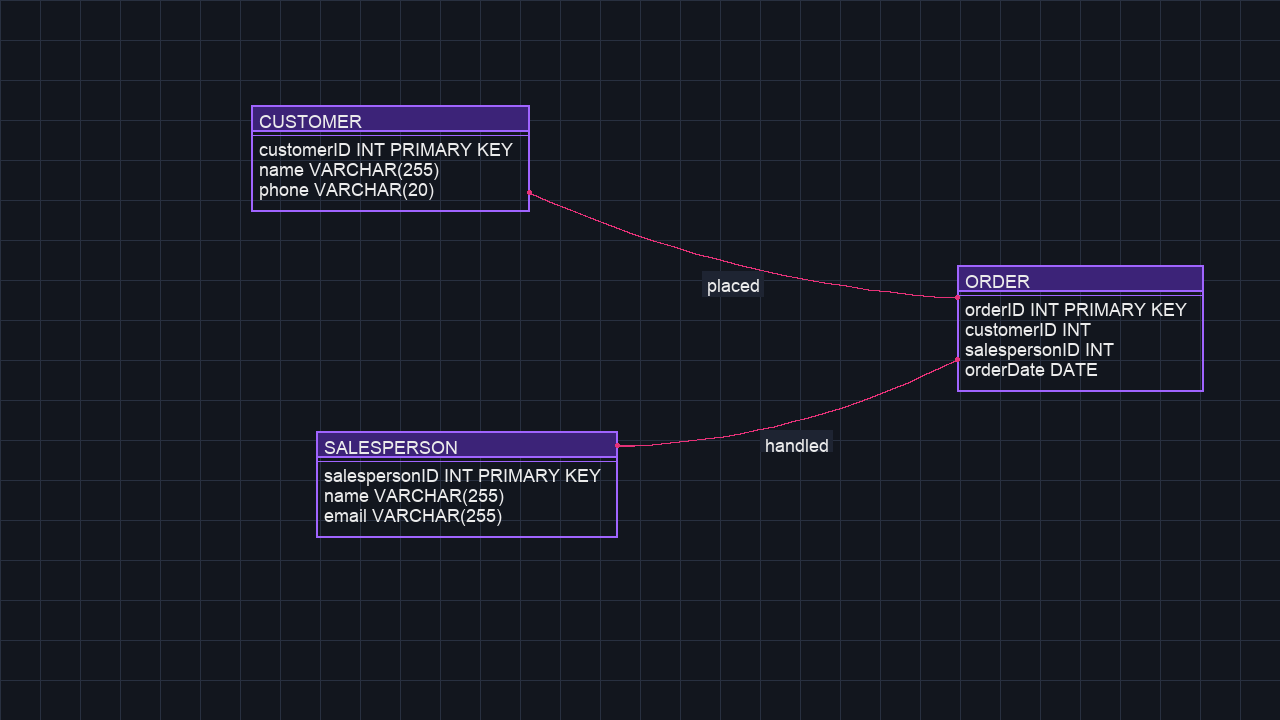 CUSTOMER
customerID INT PRIMARY KEY
name VARCHAR(255)
phone VARCHAR(20)
placed
ORDER
orderID INT PRIMARY KEY
customerID INT
salespersonID INT
orderDate DATE
handled
SALESPERSON
salespersonID INT PRIMARY KEY
name VARCHAR(255)
email VARCHAR(255)